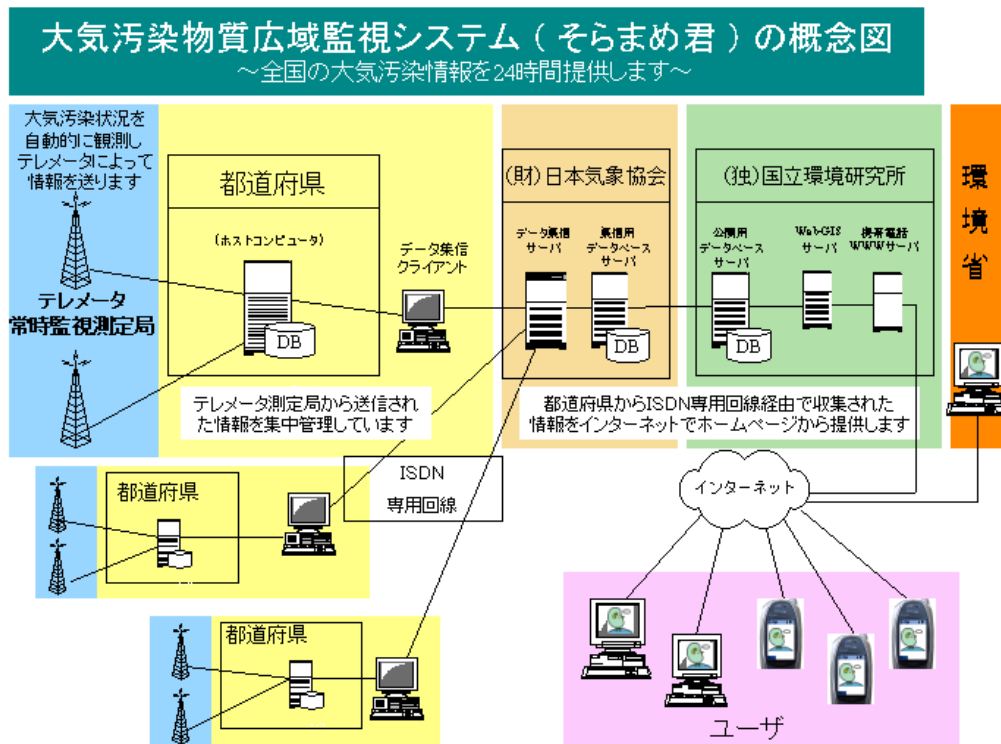 大気汚染物質広域監視システム ( そらまめ君 ) の概念図
～全国の大気汚染情報を24時間提供します～
大気汚染状況を
自動的に観測し
テレメータによって
情報を送ります
テレメータ
常時監視測定局
都道府県
(ホストコンピュータ)
DB
データ集信
クライアント
テレメータ測定局から送信され
た情報を集中管理しています
(財)日本気象協会
データ集信
サーバ
集信用
データベース
サーバ
DB
(独)国立環境研究所
公開用
データベース
サーバ
DB
Web-GIS
サーバ
携帯電話
WWWサーバ
都道府県からISDN専用回線経由で収集された
情報をインターネットでホームページから提供します
環
境
省
ISDN
専用回線
都道府県
都道府県
インターネット
ユーザ